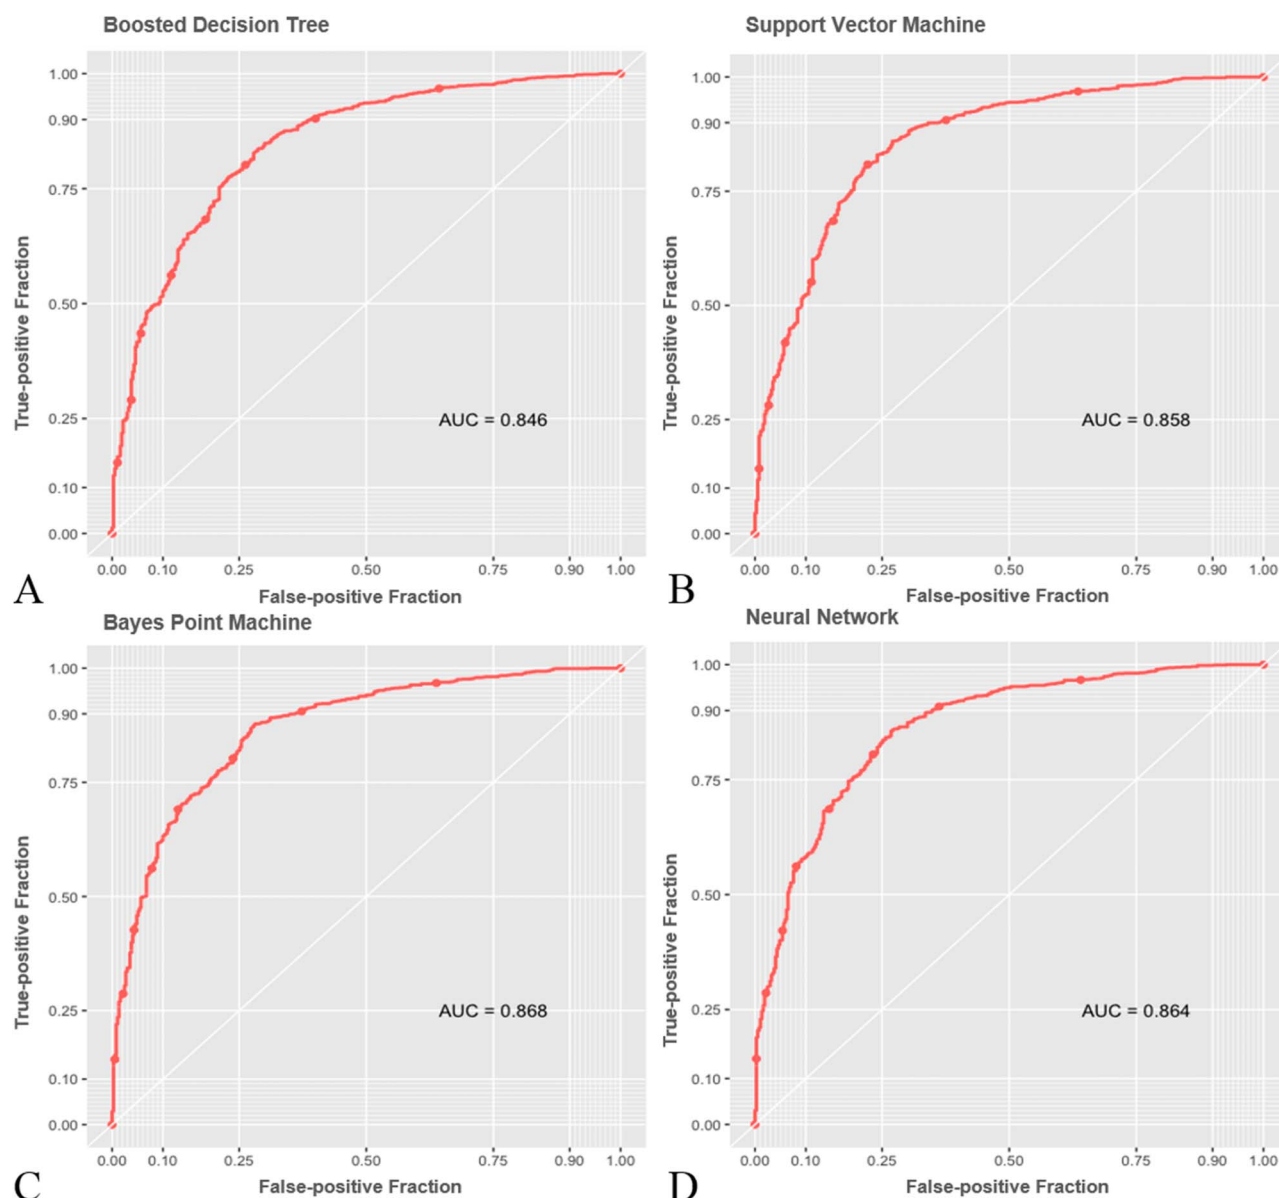 Boosted Decision Tree
1.00
0.90
0.75
0.50
0.25
0.10
0.00
True-positive Fraction
AUC = 0.846
0.00 0.10 0.25 0.50 0.75 0.90 1.00
False-positive Fraction
A
Support Vector Machine
1.00
0.90
0.75
0.50
0.25
0.10
0.00
True-positive Fraction
AUC = 0.858
0.00 0.10 0.25 0.50 0.75 0.90 1.00
False-positive Fraction
B
Bayes Point Machine
1.00
0.90
0.75
0.50
0.25
0.10
0.00
True-positive Fraction
AUC = 0.868
0.00 0.10 0.25 0.50 0.75 0.90 1.00
False-positive Fraction
C
Neural Network
1.00
0.90
0.75
0.50
0.25
0.10
0.00
True-positive Fraction
AUC = 0.864
0.00 0.10 0.25 0.50 0.75 0.90 1.00
False-positive Fraction
D